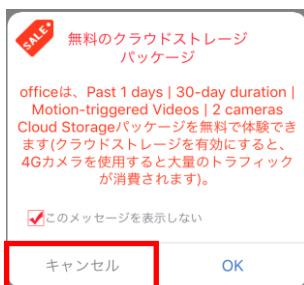 SALE
無料のクラウドストレージ
パッケージ
officeは、Past 1 days | 30-day duration |
Motion-triggered Videos | 2 cameras
Cloud Storageパッケージを無料で体験でき
ます(クラウドストレージを有効にすると、
4Gカメラを使用すると大量のトラフィック
が消費されます)。
このメッセージを表示しない
キャンセル
OK